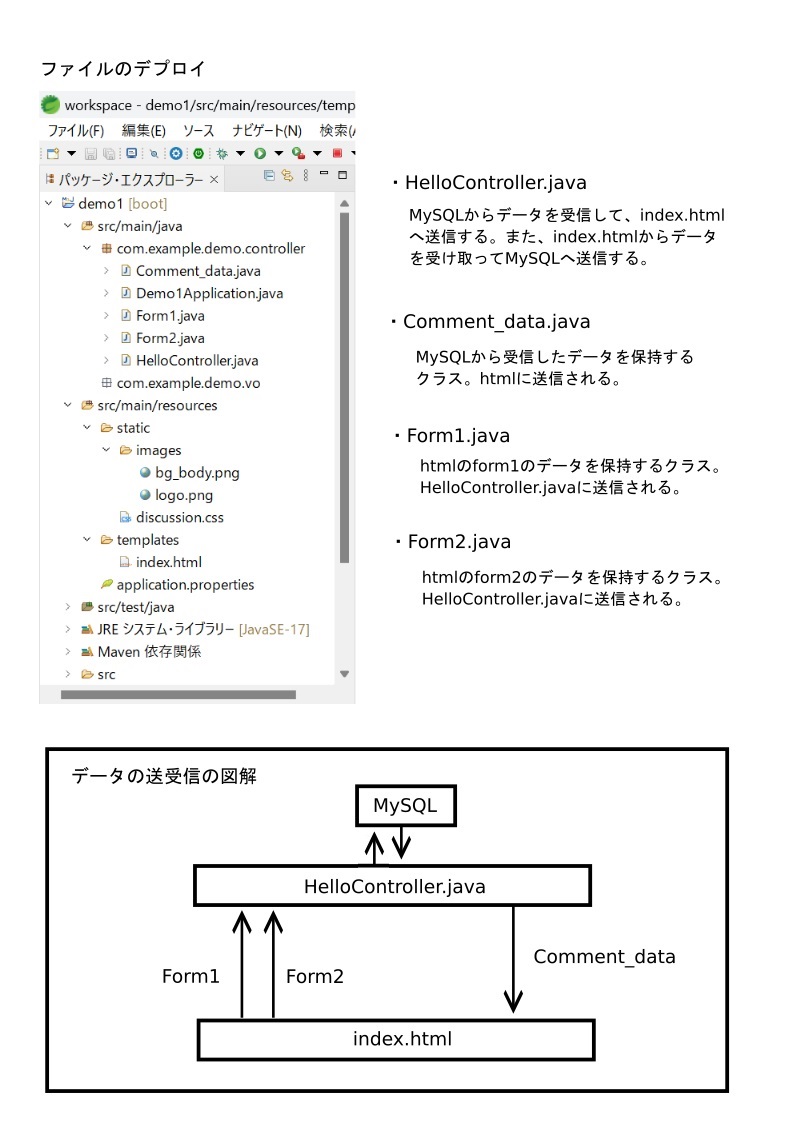 ファイルのデプロイ
workspace - demo1/src/main/resources/temp
ファイル(F) 編集(E) ソース ナビゲート(N) 検索(
パッケージ・エクスプローラー ×
demo1 [boot]
src/main/java
com.example.demo.controller
Comment_data.java
Demo1Application.java
Form1.java
Form2.java
HelloController.java
com.example.demo.vo
src/main/resources
static
images
bg_body.png
logo.png
discussion.css
templates
index.html
application.properties
src/test/java
JRE システム・ライブラリー [JavaSE-17]
Maven 依存関係
src
・HelloController.java
MySQLからデータを受信して、index.html
へ送信する。また、index.htmlからデータ
を受け取ってMySQLへ送信する。
・Comment_data.java
MySQLから受信したデータを保持する
クラス。htmlに送信される。
・Form1.java
htmlのform1のデータを保持するクラス。
HelloController.javaに送信される。
・Form2.java
htmlのform2のデータを保持するクラス。
HelloController.javaに送信される。
データの送受信の図解
MySQL
HelloController.java
Form1
Form2
Comment_data
index.html